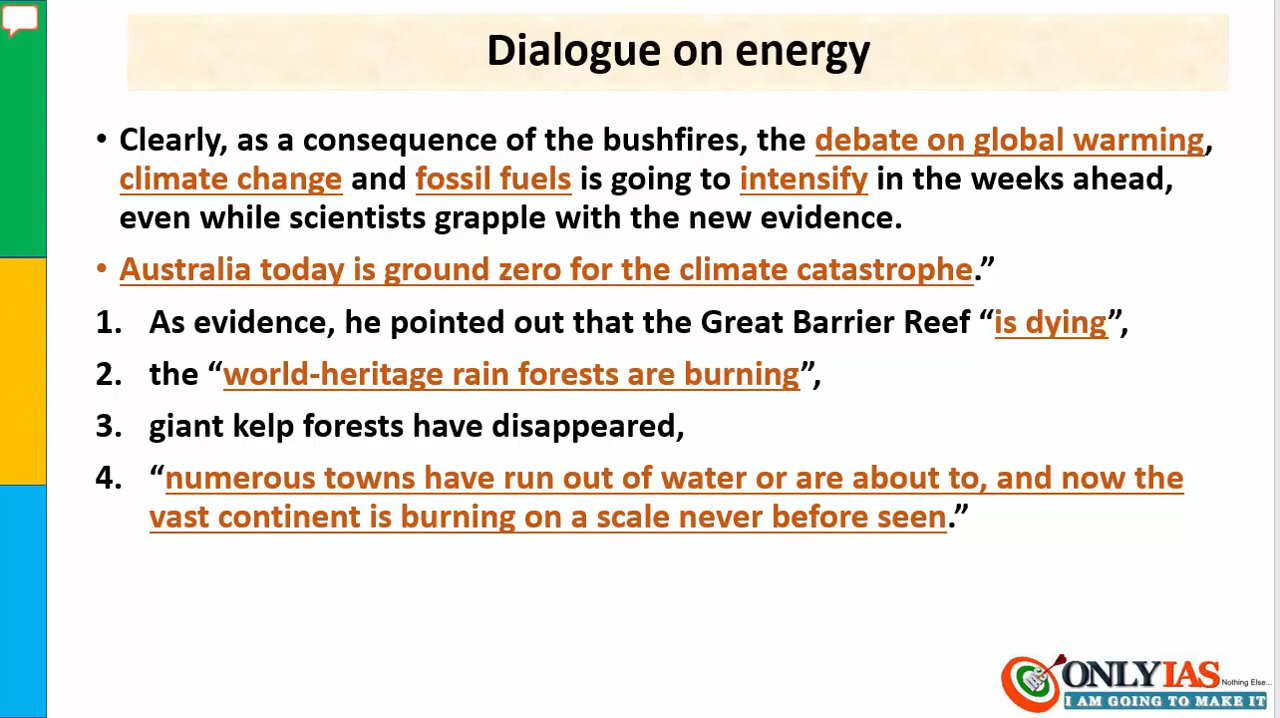 Dialogue on energy
• Clearly, as a consequence of the bushfires, the debate on global warming,
climate change and fossil fuels is going to intensify in the weeks ahead,
even while scientists grapple with the new evidence.
• Australia today is ground zero for the climate catastrophe.”
1. As evidence, he pointed out that the Great Barrier Reef “is dying”,
2. the “world-heritage rain forests are burning”,
3. giant kelp forests have disappeared,
4. “numerous towns have run out of water or are about to, and now the
vast continent is burning on a scale never before seen.”
ONLYIAS Nothing Else...
I AM GOING TO MAKE IT